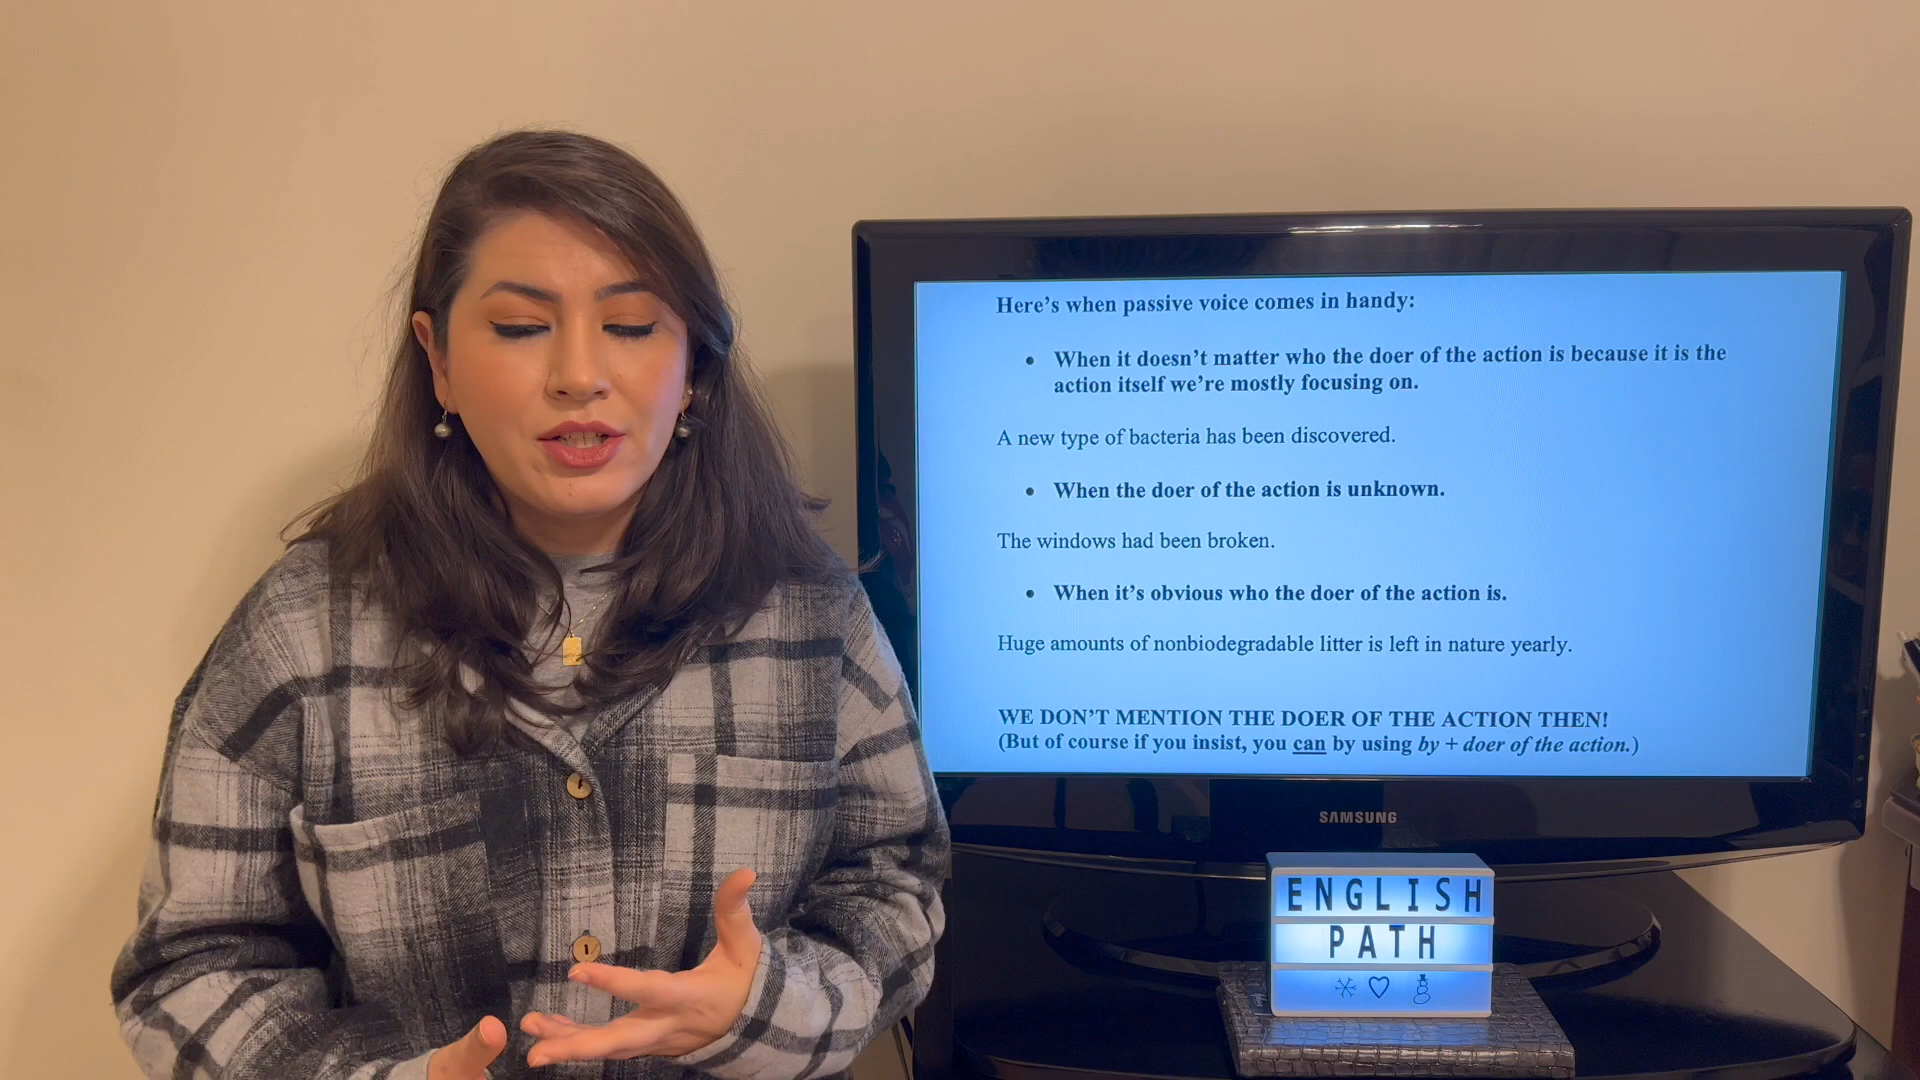 Here’s when passive voice comes in handy:
• When it doesn’t matter who the doer of the action is because it is the
action itself we’re mostly focusing on.
A new type of bacteria has been discovered.
• When the doer of the action is unknown.
The windows had been broken.
• When it’s obvious who the doer of the action is.
Huge amounts of nonbiodegradable litter is left in nature yearly.
WE DON’T MENTION THE DOER OF THE ACTION THEN!
(But of course if you insist, you can by using by + doer of the action.)
SAMSUNG
ENGLISH
PATH